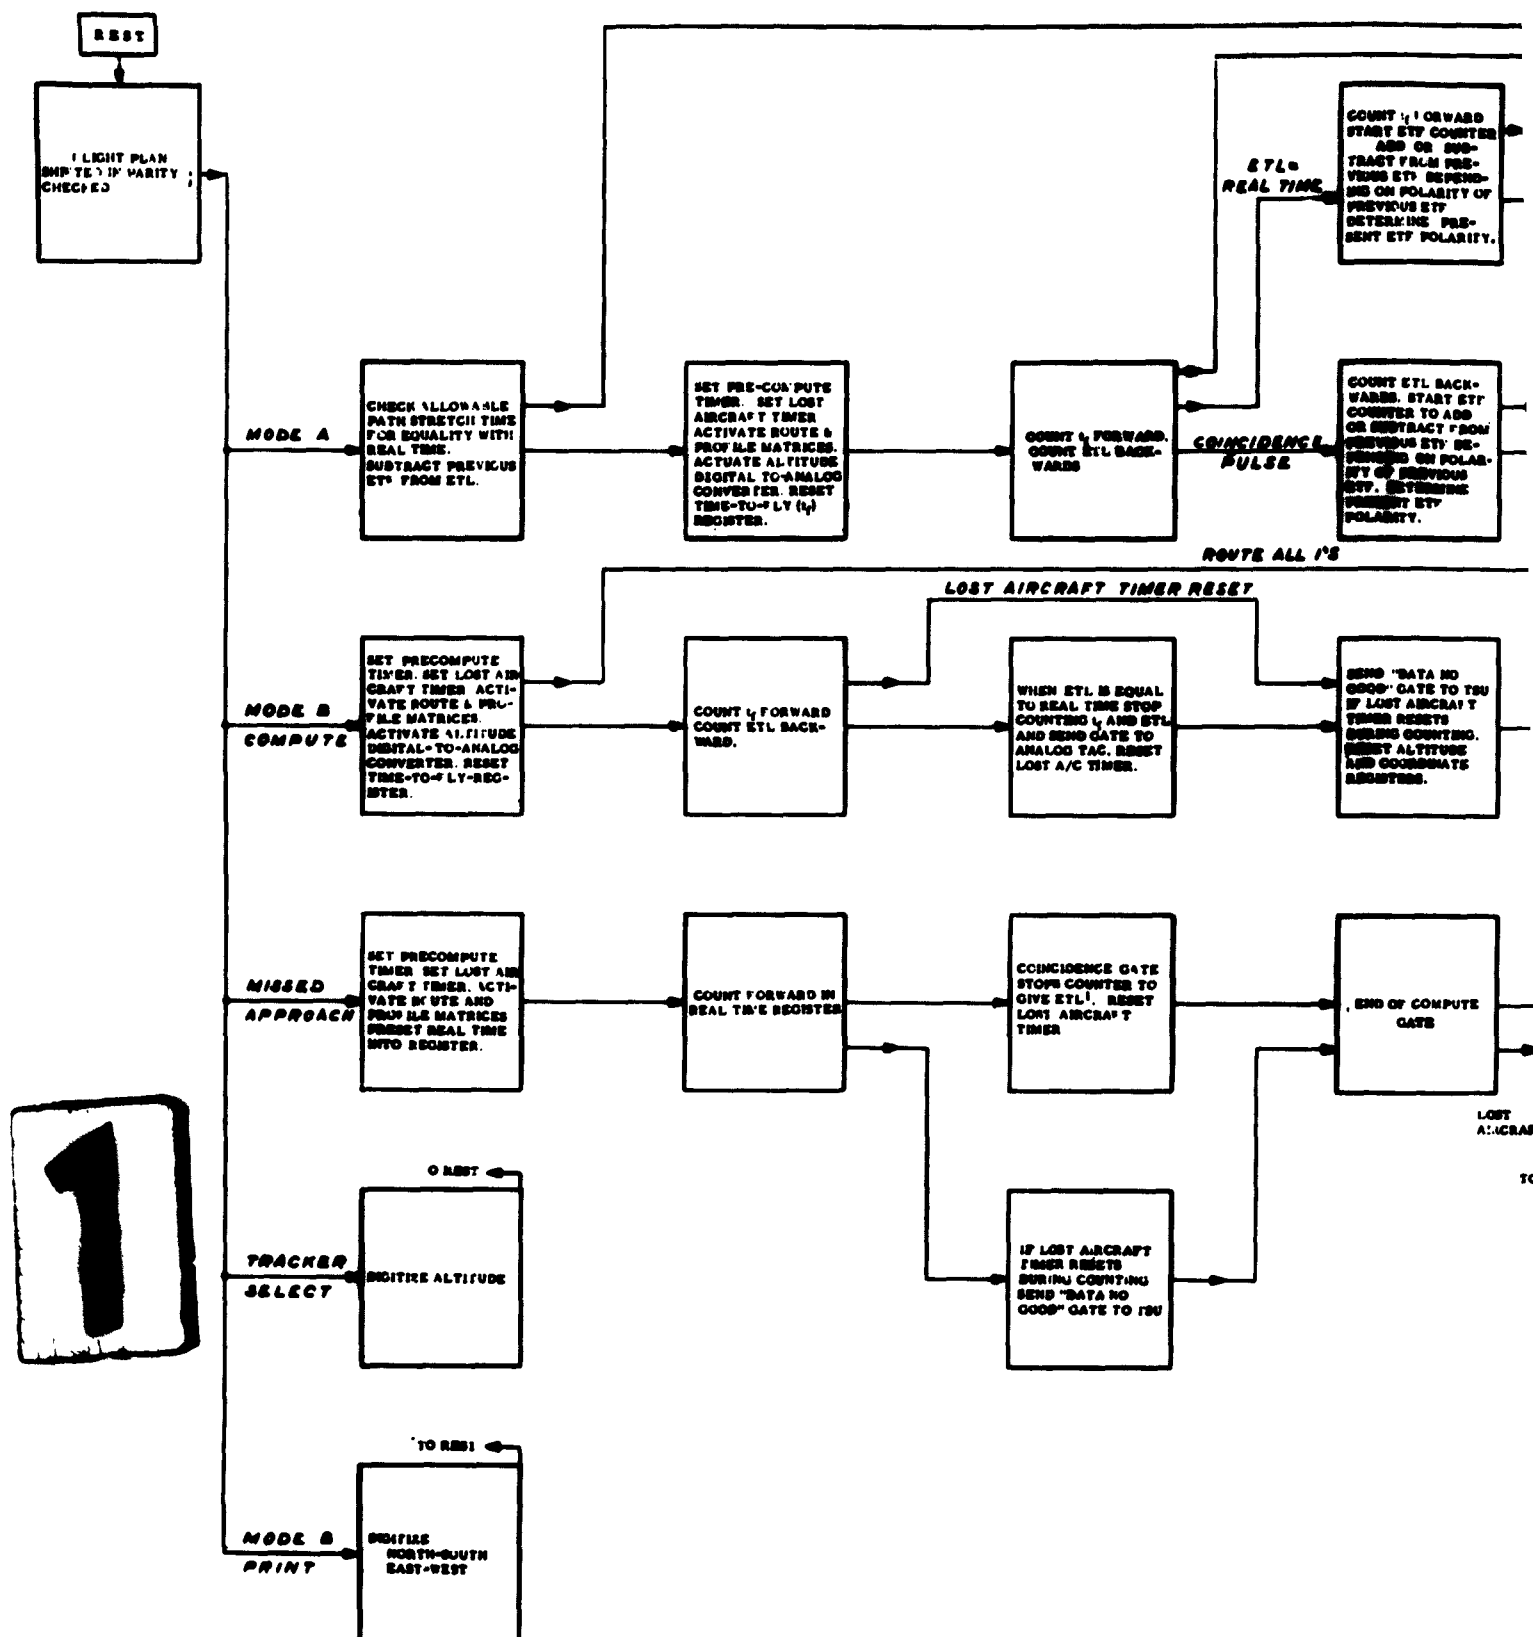 REST
FLIGHT PLAN
SHIFTED IN PARITY
CHECKED
ETL=
REAL TIME
COUNT tf FORWARD
START ETF COUNTER
ADD OR SUB-
TRACT FROM PRE-
VIOUS ETF DEPEND-
ING ON POLARITY OF
PREVIOUS ETF
DETERMINE PRE-
SENT ETF POLARITY.
MODE A
CHECK ALLOWABLE
PATH STRETCH TIME
FOR EQUALITY WITH
REAL TIME.
SUBTRACT PREVIOUS
ETF FROM ETL.
SET PRE-COMPUTE
TIMER. SET LOST
AIRCRAFT TIMER
ACTIVATE ROUTE &
PROFILE MATRICES.
ACTUATE ALTITUDE
DIGITAL TO-ANALOG
CONVERTER. RESET
TIME-TO-FLY (tf)
REGISTER.
COUNT tf FORWARD.
COUNT ETL BACK-
WARDS
COINCIDENCE
PULSE
COUNT ETL BACK-
WARDS. START ETF
COUNTER TO ADD
OR SUBTRACT FROM
PREVIOUS ETF DE-
PENDING ON POLAR-
ITY OF PREVIOUS
ETF. DETERMINE
PRESENT ETF
POLARITY.
ROUTE ALL 1'S
LOST AIRCRAFT TIMER RESET
MODE B
COMPUTE
SET PRECOMPUTE
TIMER. SET LOST AIR
CRAFT TIMER ACTI-
VATE ROUTE & PRO-
FILE MATRICES.
ACTIVATE ALTITUDE
DIGITAL-TO-ANALOG
CONVERTER. RESET
TIME-TO-FLY-REG-
ISTER.
COUNT tf FORWARD
COUNT ETL BACK-
WARD.
WHEN ETL IS EQUAL
TO REAL TIME STOP
COUNTING tf AND ETL
AND SEND GATE TO
ANALOG TAC. RESET
LOST A/C TIMER.
SEND "DATA NO
GOOD" GATE TO TSU
IF LOST AIRCRAFT
TIMER RESETS
DURING COUNTING.
RESET ALTITUDE
AND COORDINATE
REGISTERS.
MISSED
APPROACH
SET PRECOMPUTE
TIMER SET LOST AIR
CRAFT TIMER. ACTI-
VATE ROUTE AND
PROFILE MATRICES
PRESET REAL TIME
INTO REGISTER.
COUNT FORWARD IN
REAL TIME REGISTER
COINCIDENCE GATE
STOPS COUNTER TO
GIVE ETL'. RESET
LOST AIRCRAFT
TIMER
END OF COMPUTE
GATE
LOST
AIRCRAF
TO
1
O REST
TRACKER
SELECT
DIGITIZE ALTITUDE
IF LOST AIRCRAFT
TIMER RESETS
DURING COUNTING
SEND "DATA NO
GOOD" GATE TO TSU
TO REST
MODE B
PRINT
DIGITIZE
NORTH-SOUTH
EAST-WEST